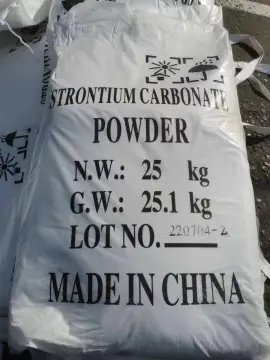 STRONTIUM CARBONATE
POWDER
N.W.: 25 kg
G.W.: 25.1 kg
LOT NO. 220704-2
MADE IN CHINA